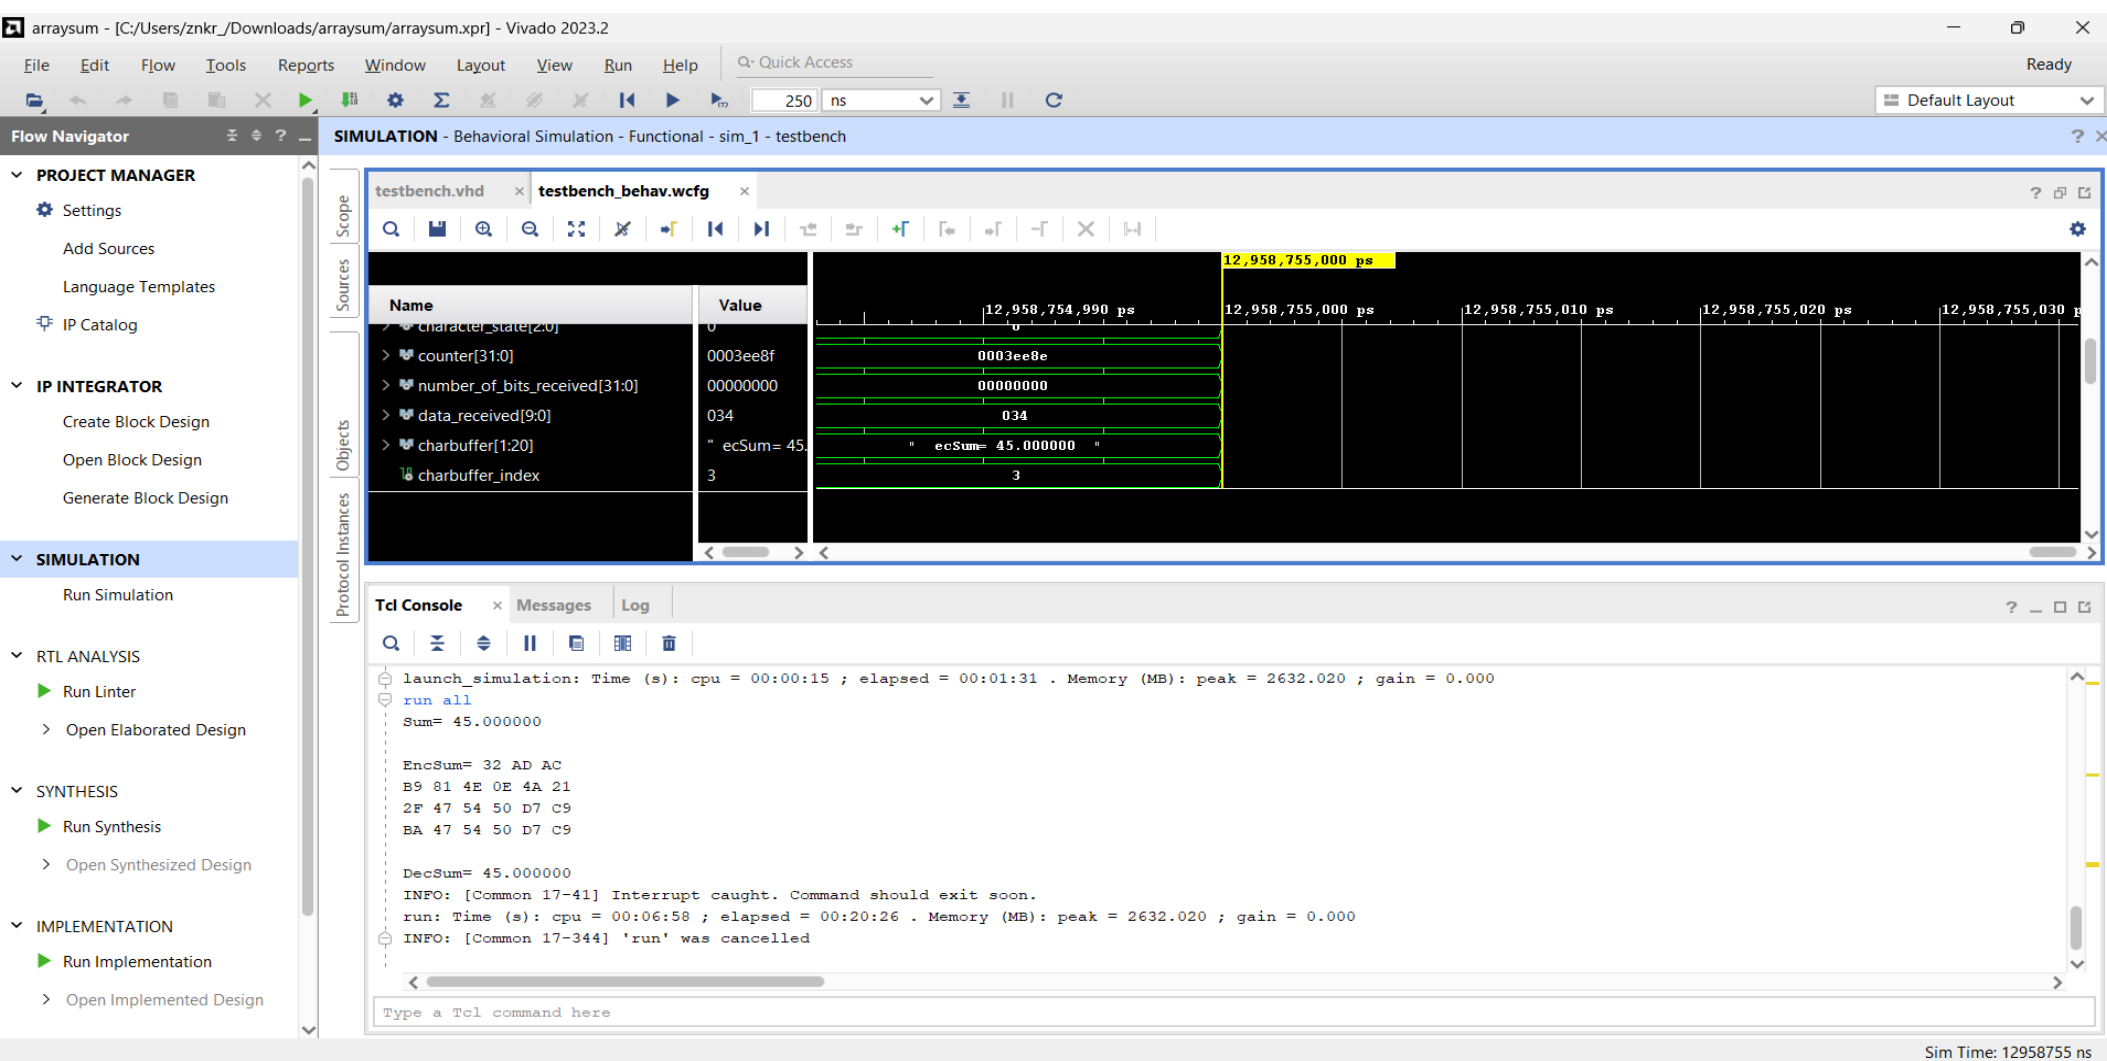 arraysum - [C:/Users/znkr_/Downloads/arraysum/arraysum.xpr] - Vivado 2023.2
File Edit Flow Tools Reports Window Layout View Run Help Quick Access Ready
250 ns Default Layout
Flow Navigator
SIMULATION - Behavioral Simulation - Functional - sim_1 - testbench
PROJECT MANAGER
Settings
Add Sources
Language Templates
IP Catalog
IP INTEGRATOR
Create Block Design
Open Block Design
Generate Block Design
SIMULATION
Run Simulation
RTL ANALYSIS
Run Linter
Open Elaborated Design
SYNTHESIS
Run Synthesis
Open Synthesized Design
IMPLEMENTATION
Run Implementation
Open Implemented Design
Scope
Sources
Objects
Protocol Instances
testbench.vhd testbench_behav.wcfg
12,958,755,000 ps
Name Value 12,958,754,990 ps 12,958,755,000 ps 12,958,755,010 ps 12,958,755,020 ps 12,958,755,030 p
character_state[2:0] 0 0
counter[31:0] 0003ee8f 0003ee8e
number_of_bits_received[31:0] 00000000 00000000
data_received[9:0] 034 034
charbuffer[1:20] " ecSum= 45. " ecSum= 45.000000 "
charbuffer_index 3 3
Tcl Console Messages Log
launch_simulation: Time (s): cpu = 00:00:15 ; elapsed = 00:01:31 . Memory (MB): peak = 2632.020 ; gain = 0.000
run all
Sum= 45.000000
EncSum= 32 AD AC
B9 81 4E 0E 4A 21
2F 47 54 50 D7 C9
BA 47 54 50 D7 C9
DecSum= 45.000000
INFO: [Common 17-41] Interrupt caught. Command should exit soon.
run: Time (s): cpu = 00:06:58 ; elapsed = 00:20:26 . Memory (MB): peak = 2632.020 ; gain = 0.000
INFO: [Common 17-344] 'run' was cancelled
Type a Tcl command here
Sim Time: 12958755 ns